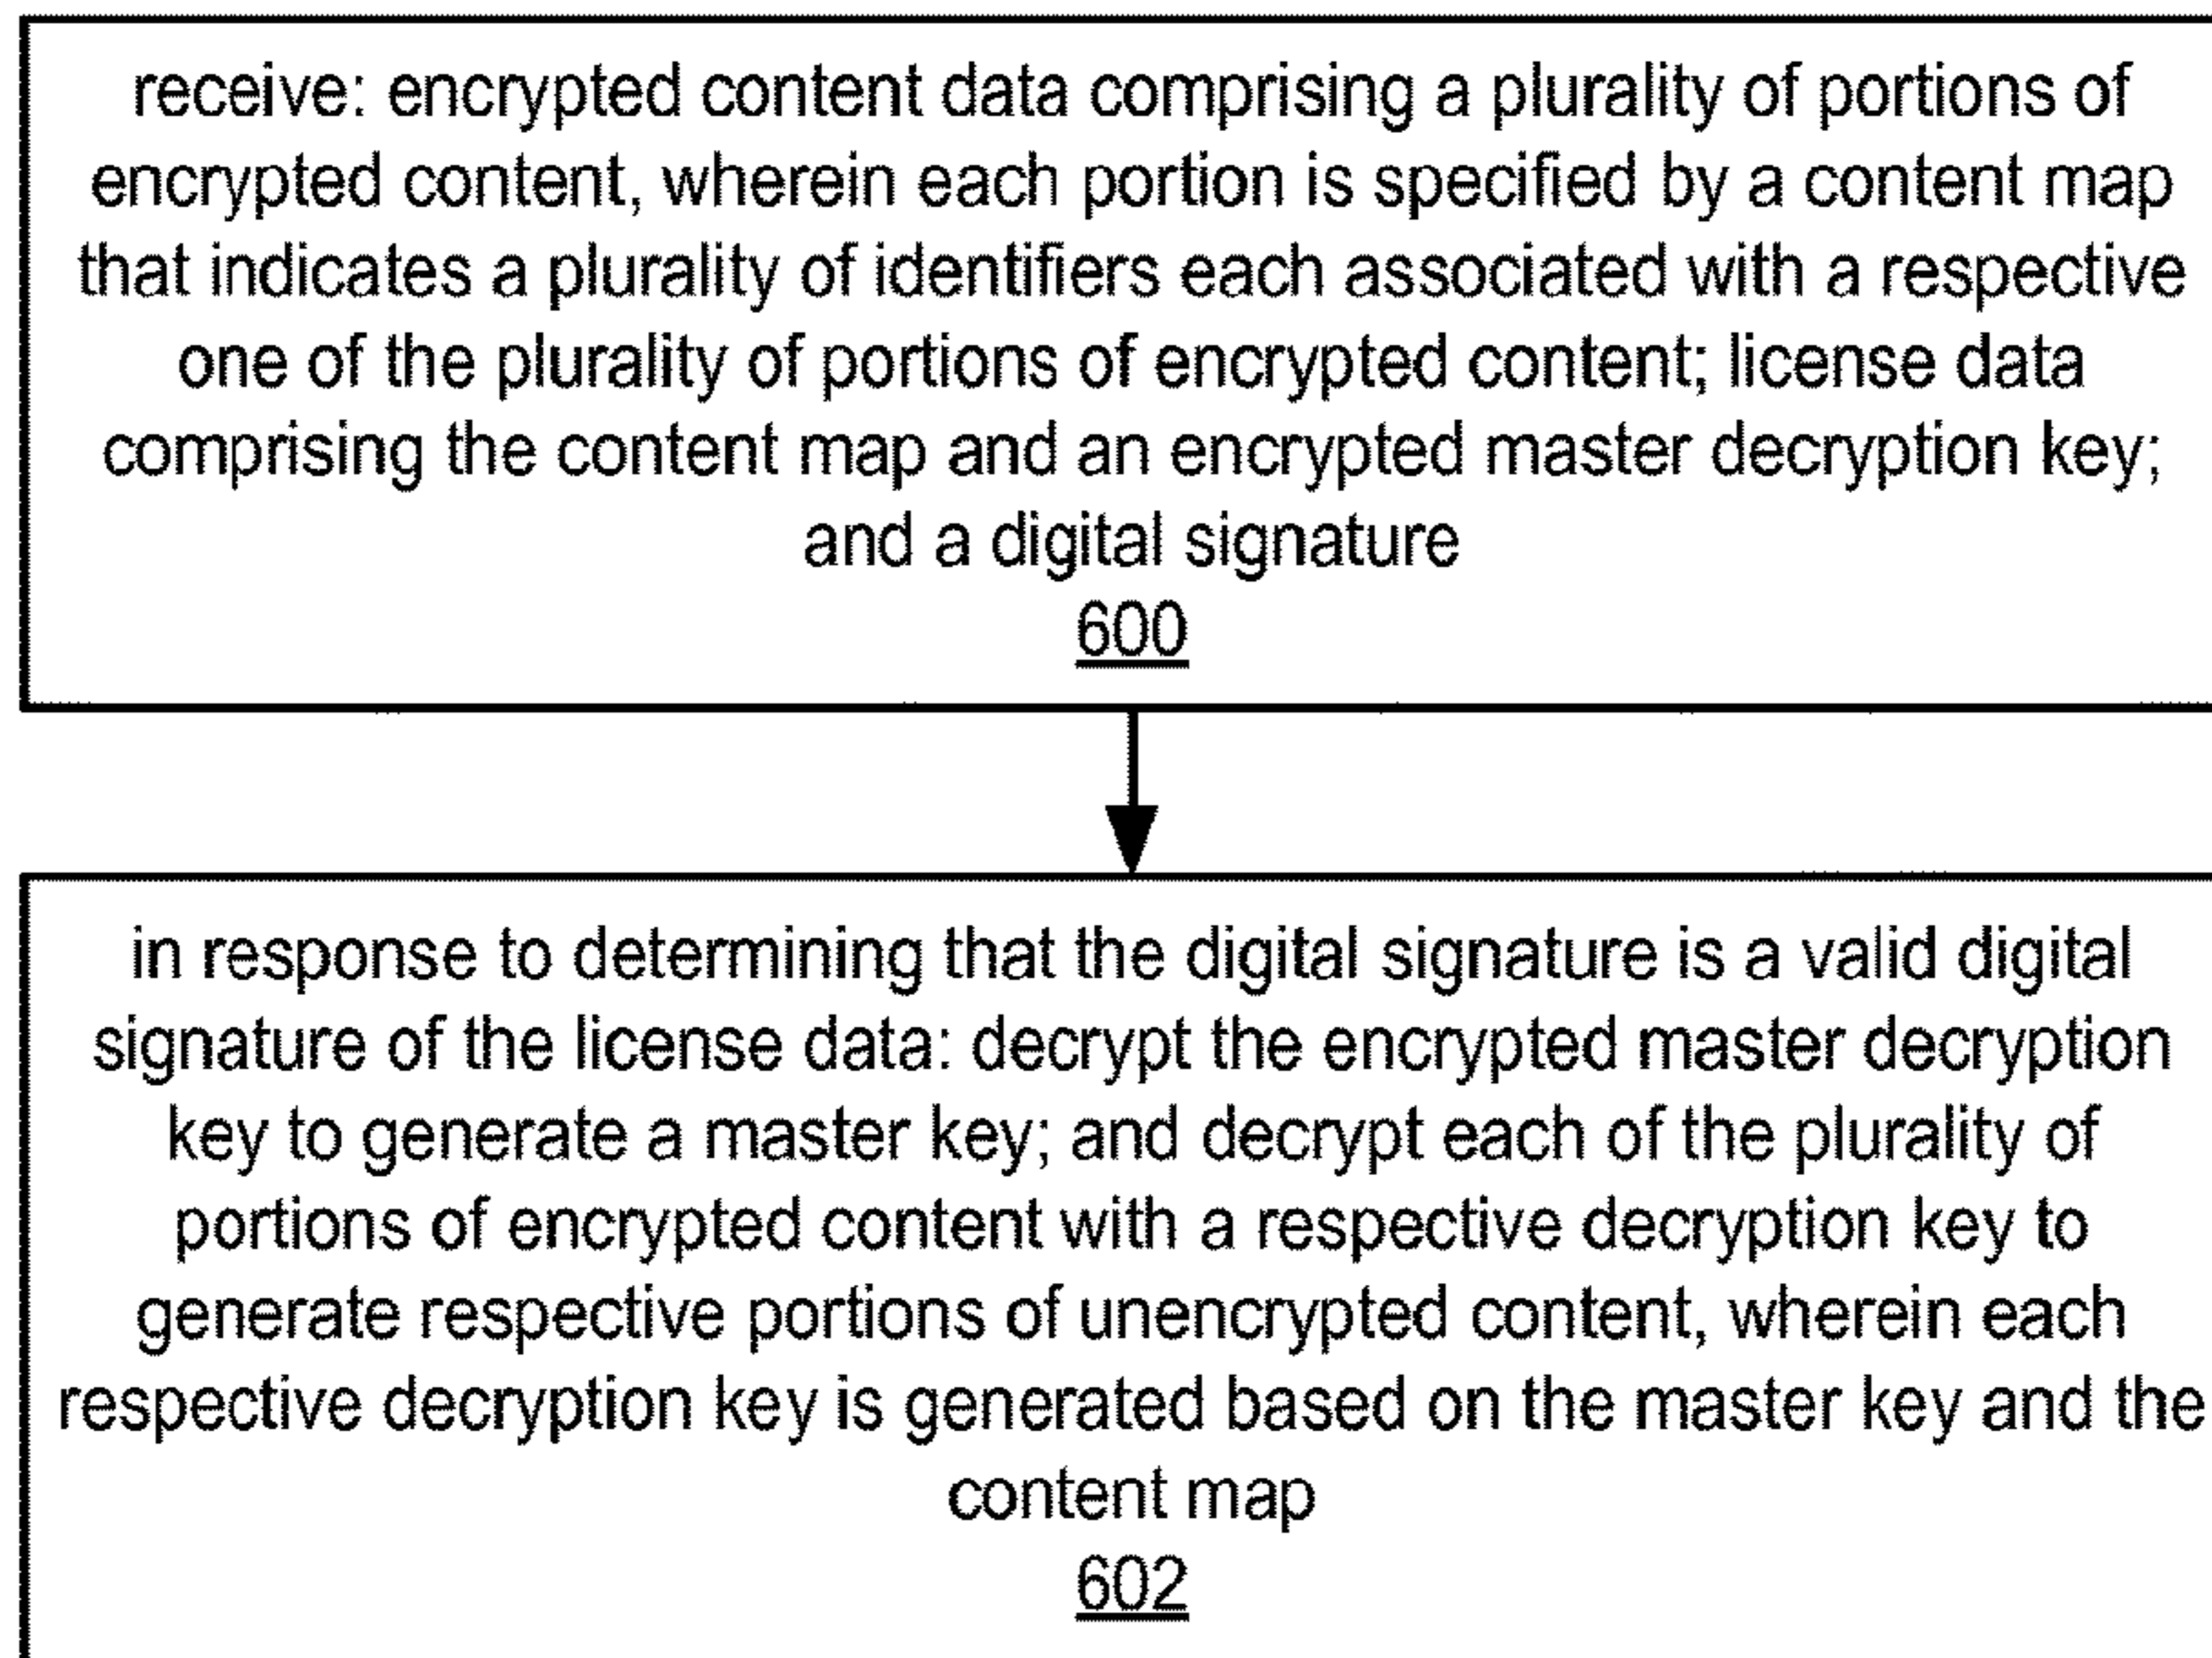 receive: encrypted content data comprising a plurality of portions of
encrypted content, wherein each portion is specified by a content map
that indicates a plurality of identifiers each associated with a respective
one of the plurality of portions of encrypted content; license data
comprising the content map and an encrypted master decryption key;
and a digital signature
600
in response to determining that the digital signature is a valid digital
signature of the license data: decrypt the encrypted master decryption
key to generate a master key; and decrypt each of the plurality of
portions of encrypted content with a respective decryption key to
generate respective portions of unencrypted content, wherein each
respective decryption key is generated based on the master key and the
content map
602